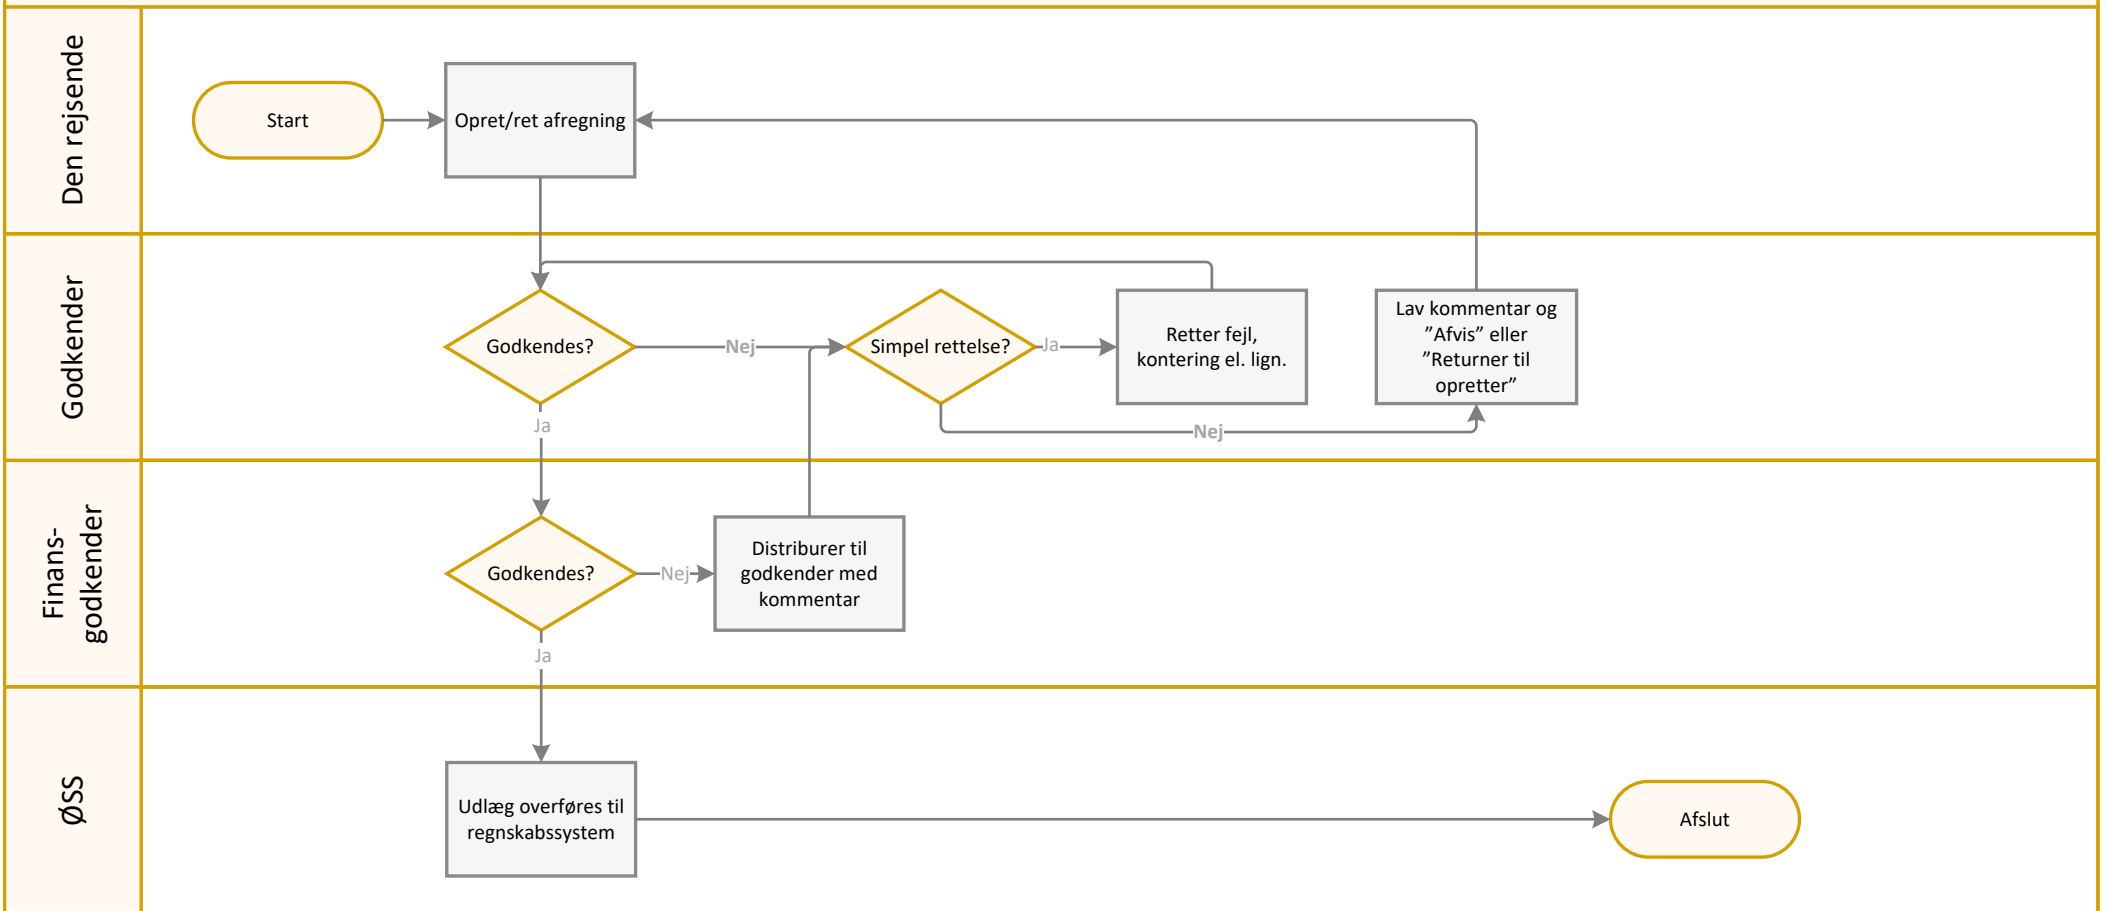 Den rejsende
Start
Opret/ret afregning
Godkender
Godkendes?
Nej
Simpel rettelse?
Ja
Retter fejl,
kontering el. lign.
Lav kommentar og
”Afvis” eller
”Returner til
opretter”
Ja
Nej
Finans-
godkender
Godkendes?
Nej
Distriburer til
godkender med
kommentar
Ja
ØSS
Udlæg overføres til
regnskabssystem
Afslut